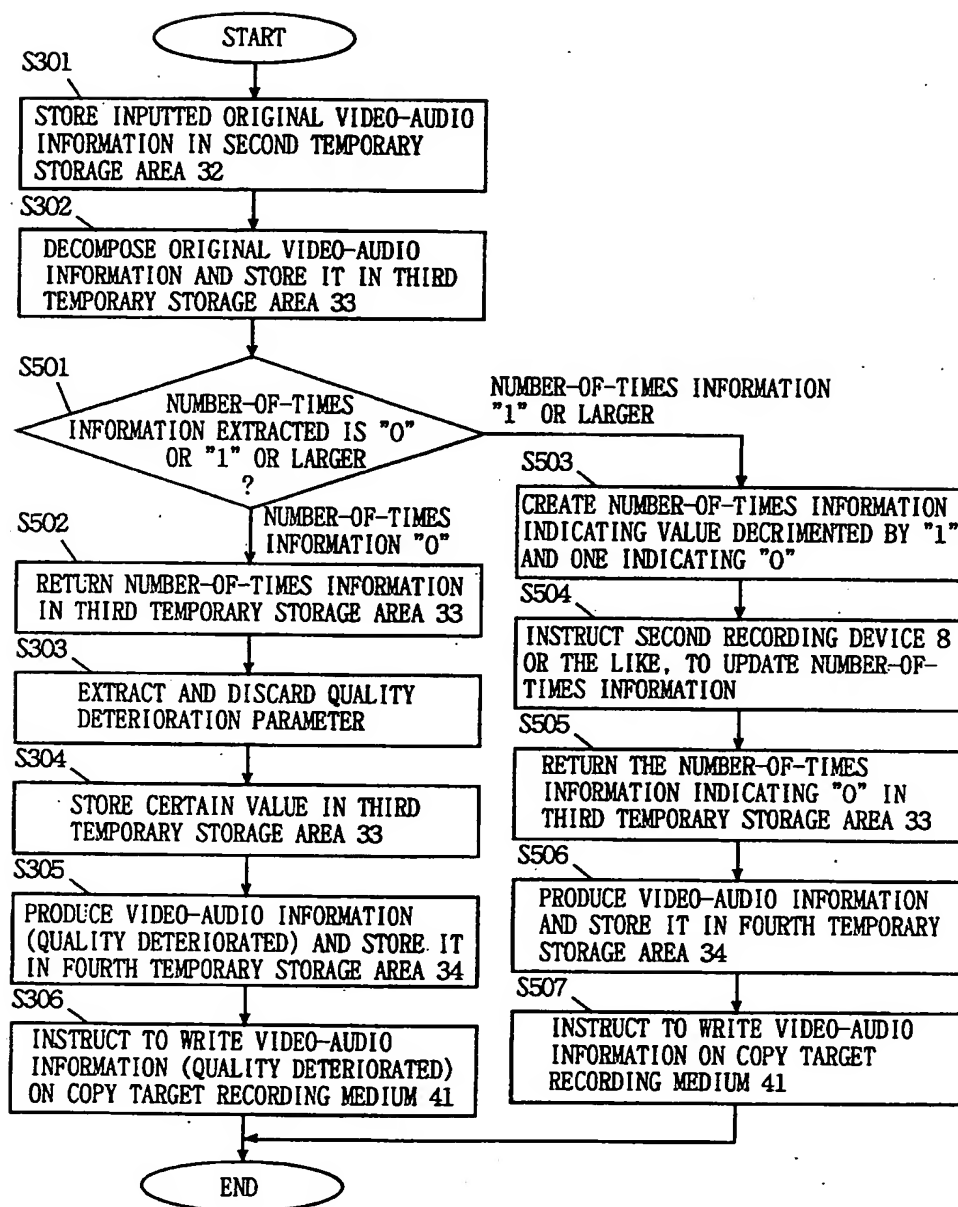 START
S301
STORE INPUTTED ORIGINAL VIDEO-AUDIO
INFORMATION IN SECOND TEMPORARY
STORAGE AREA 32
S302
DECOMPOSE ORIGINAL VIDEO-AUDIO
INFORMATION AND STORE IT IN THIRD
TEMPORARY STORAGE AREA 33
S501
NUMBER-OF-TIMES
INFORMATION EXTRACTED IS "0"
OR "1" OR LARGER
?
NUMBER-OF-TIMES INFORMATION
"1" OR LARGER
NUMBER-OF-TIMES
INFORMATION "0"
S502
RETURN NUMBER-OF-TIMES INFORMATION
IN THIRD TEMPORARY STORAGE AREA 33
S303
EXTRACT AND DISCARD QUALITY
DETERIORATION PARAMETER
S304
STORE CERTAIN VALUE IN THIRD
TEMPORARY STORAGE AREA 33
S305
PRODUCE VIDEO-AUDIO INFORMATION
(QUALITY DETERIORATED) AND STORE IT
IN FOURTH TEMPORARY STORAGE AREA 34
S306
INSTRUCT TO WRITE VIDEO-AUDIO
INFORMATION (QUALITY DETERIORATED)
ON COPY TARGET RECORDING MEDIUM 41
S503
CREATE NUMBER-OF-TIMES INFORMATION
INDICATING VALUE DECRIMENTED BY "1"
AND ONE INDICATING "0"
S504
INSTRUCT SECOND RECORDING DEVICE 8
OR THE LIKE, TO UPDATE NUMBER-OF-
TIMES INFORMATION
S505
RETURN THE NUMBER-OF-TIMES
INFORMATION INDICATING "0" IN
THIRD TEMPORARY STORAGE AREA 33
S506
PRODUCE VIDEO-AUDIO INFORMATION
AND STORE IT IN FOURTH TEMPORARY
STORAGE AREA 34
S507
INSTRUCT TO WRITE VIDEO-AUDIO
INFORMATION ON COPY TARGET
RECORDING MEDIUM 41
END